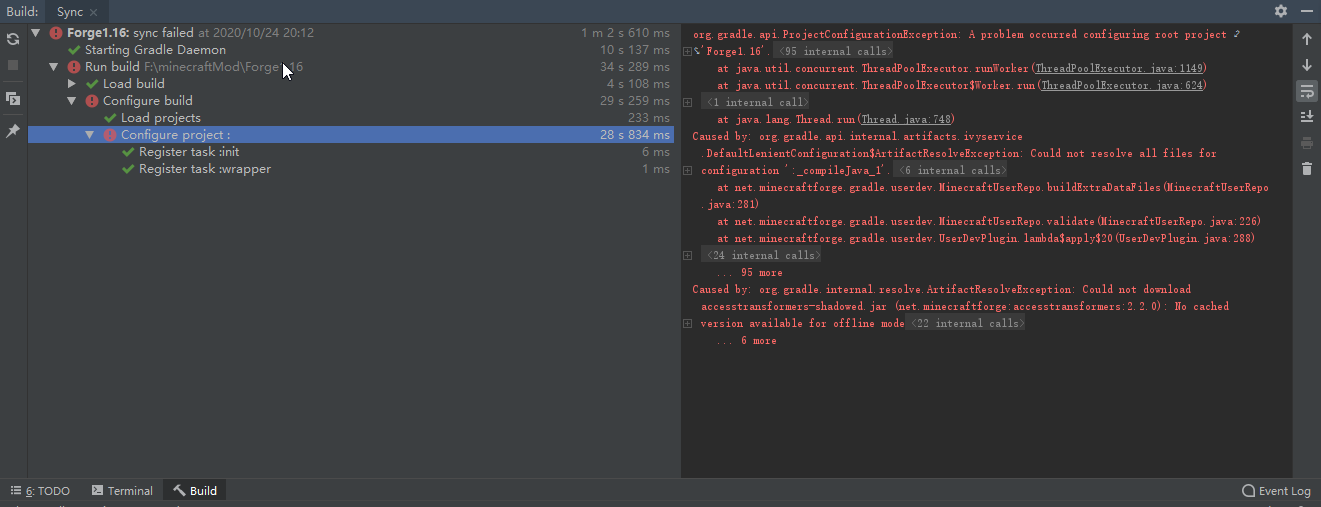 Build: Sync ×
Forge1.16: sync failed at 2020/10/24 20:12 1 m 2 s 610 ms
Starting Gradle Daemon 10 s 137 ms
Run build F:\minecraftMod\Forge1.16 34 s 289 ms
Load build 4 s 108 ms
Configure build 29 s 259 ms
Load projects 233 ms
Configure project : 28 s 834 ms
Register task :init 6 ms
Register task :wrapper 1 ms
org.gradle.api.ProjectConfigurationException: A problem occurred configuring root project
'Forge1.16'. <95 internal calls>
at java.util.concurrent.ThreadPoolExecutor.runWorker(ThreadPoolExecutor.java:1149)
at java.util.concurrent.ThreadPoolExecutor$Worker.run(ThreadPoolExecutor.java:624)
<1 internal call>
at java.lang.Thread.run(Thread.java:748)
Caused by: org.gradle.api.internal.artifacts.ivyservice
.DefaultLenientConfiguration$ArtifactResolveException: Could not resolve all files for
configuration ':_compileJava_1'. <6 internal calls>
at net.minecraftforge.gradle.userdev.MinecraftUserRepo.buildExtraDataFiles(MinecraftUserRepo
.java:281)
at net.minecraftforge.gradle.userdev.MinecraftUserRepo.validate(MinecraftUserRepo.java:226)
at net.minecraftforge.gradle.userdev.UserDevPlugin.lambda$apply$20(UserDevPlugin.java:288)
<24 internal calls>
... 95 more
Caused by: org.gradle.internal.resolve.ArtifactResolveException: Could not download
accesstransformers-shadowed.jar (net.minecraftforge:accesstransformers:2.2.0): No cached
version available for offline mode <22 internal calls>
... 6 more
6: TODO Terminal Build Event Log